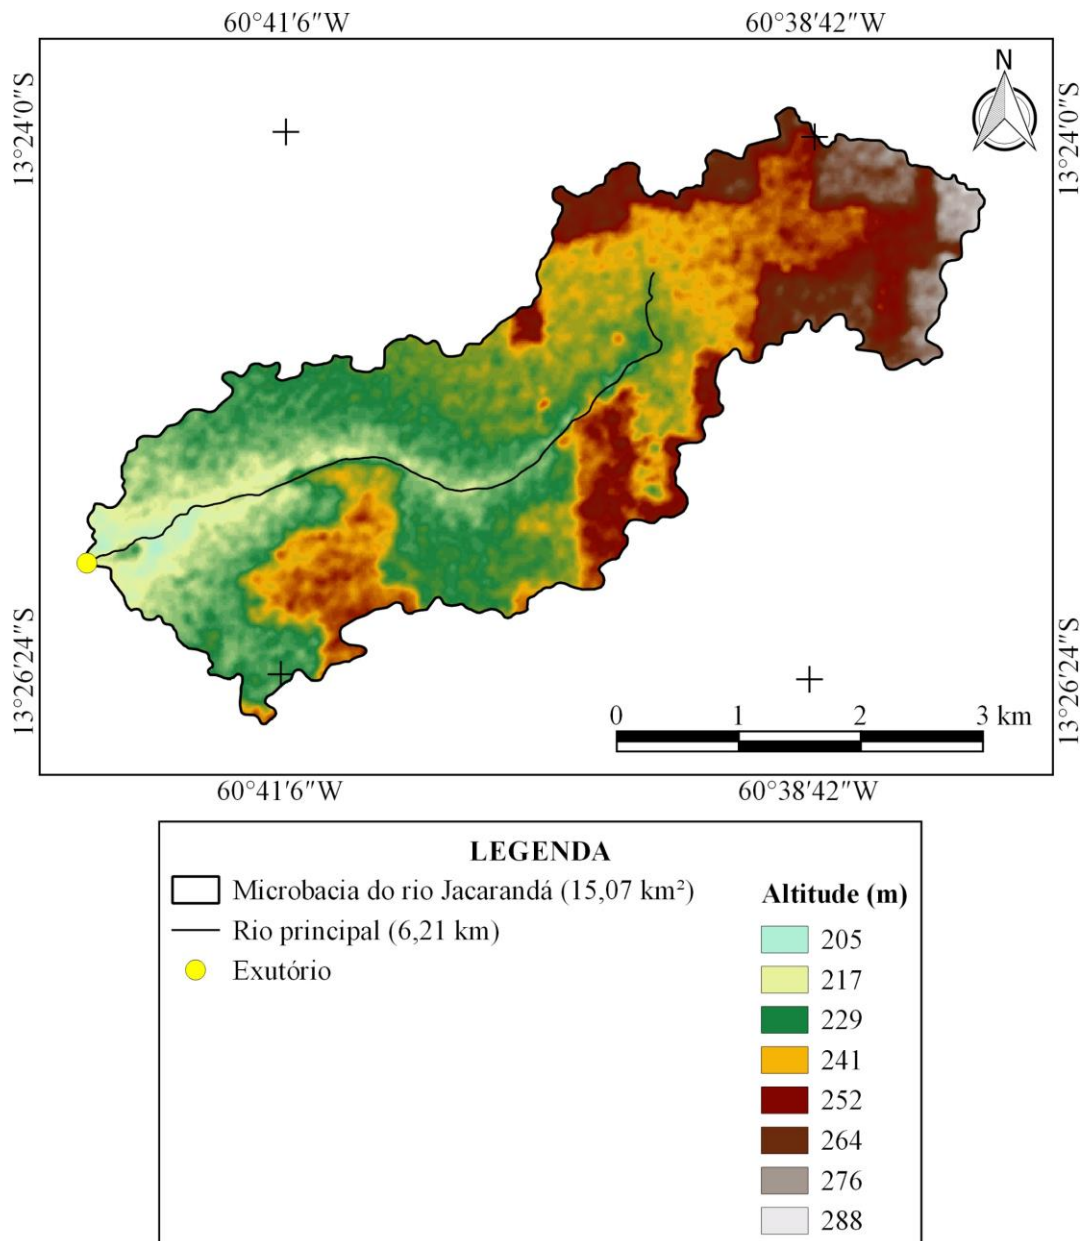 60°41′6″W 60°38′42″W
N
13°24′0″S 13°24′0″S
13°26′24″S 13°26′24″S
0 1 2 3 km
60°41′6″W 60°38′42″W
LEGENDA
Microbacia do rio Jacarandá (15,07 km²)
Rio principal (6,21 km)
Exutório
Altitude (m)
205
217
229
241
252
264
276
288